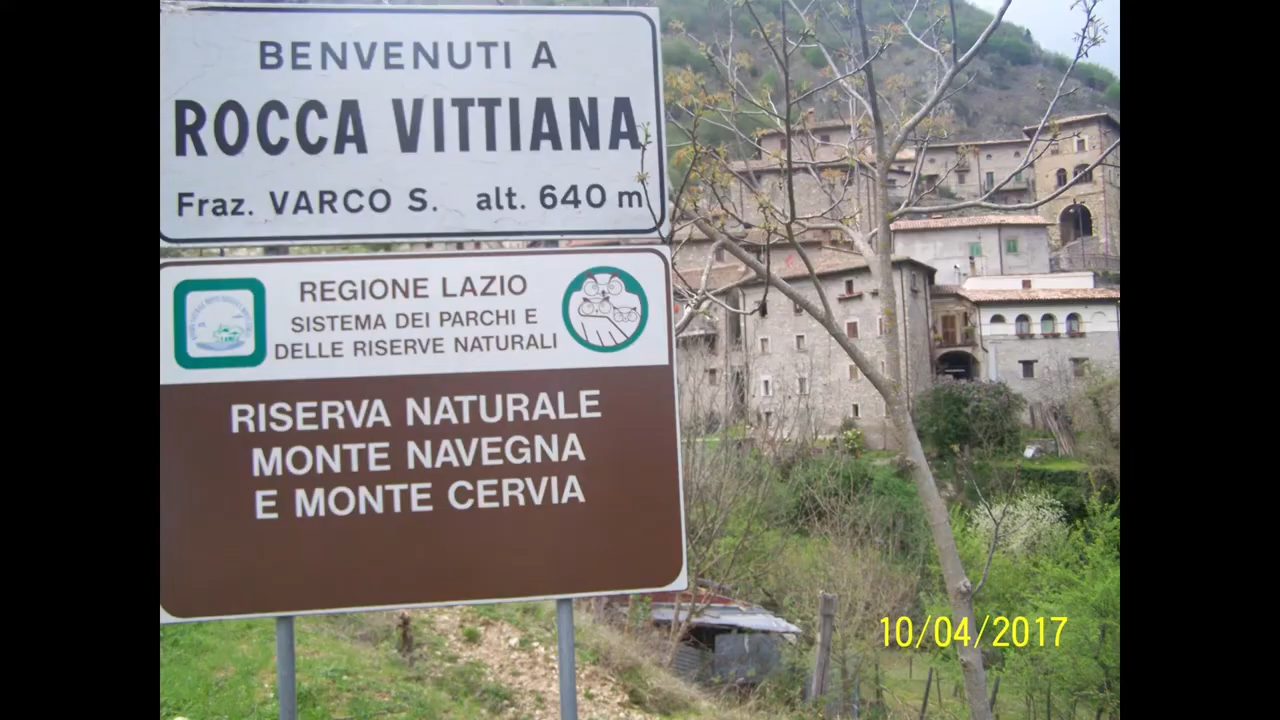 BENVENUTI A
ROCCA VITTIANA
Fraz. VARCO S. alt. 640 m
REGIONE LAZIO
SISTEMA DEI PARCHI E
DELLE RISERVE NATURALI
RISERVA NATURALE
MONTE NAVEGNA
E MONTE CERVIA
10/04/2017